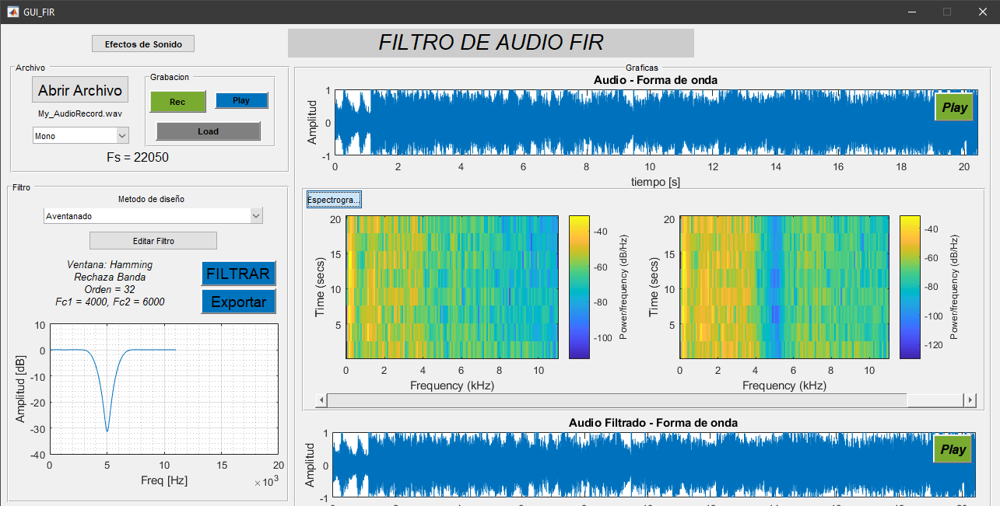 GUI_FIR
Efectos de Sonido
FILTRO DE AUDIO FIR
Archivo
Abrir Archivo
My_AudioRecord.wav
Mono
Fs = 22050
Grabacion
Rec
Play
Load
Filtro
Metodo de diseño
Aventanado
Editar Filtro
Ventana: Hamming
Rechaza Banda
Orden = 32
Fc1 = 4000, Fc2 = 6000
FILTRAR
Exportar
10
0
-10
-20
-30
-40
Amplitud [dB]
0 5 10 15 20
Freq [Hz]
×10³
Graficas
Audio - Forma de onda
1
0
-1
Amplitud
Play
0 2 4 6 8 10 12 14 16 18 20
tiempo [s]
Espectrogra...
20
15
10
5
Time (secs)
0 2 4 6 8 10
Frequency (kHz)
-40
-60
-80
-100
Power/frequency (dB/Hz)
20
15
10
5
Time (secs)
0 2 4 6 8 10
Frequency (kHz)
-40
-60
-80
-100
-120
Power/frequency (dB/Hz)
Audio Filtrado - Forma de onda
1
0
-1
Amplitud
Play